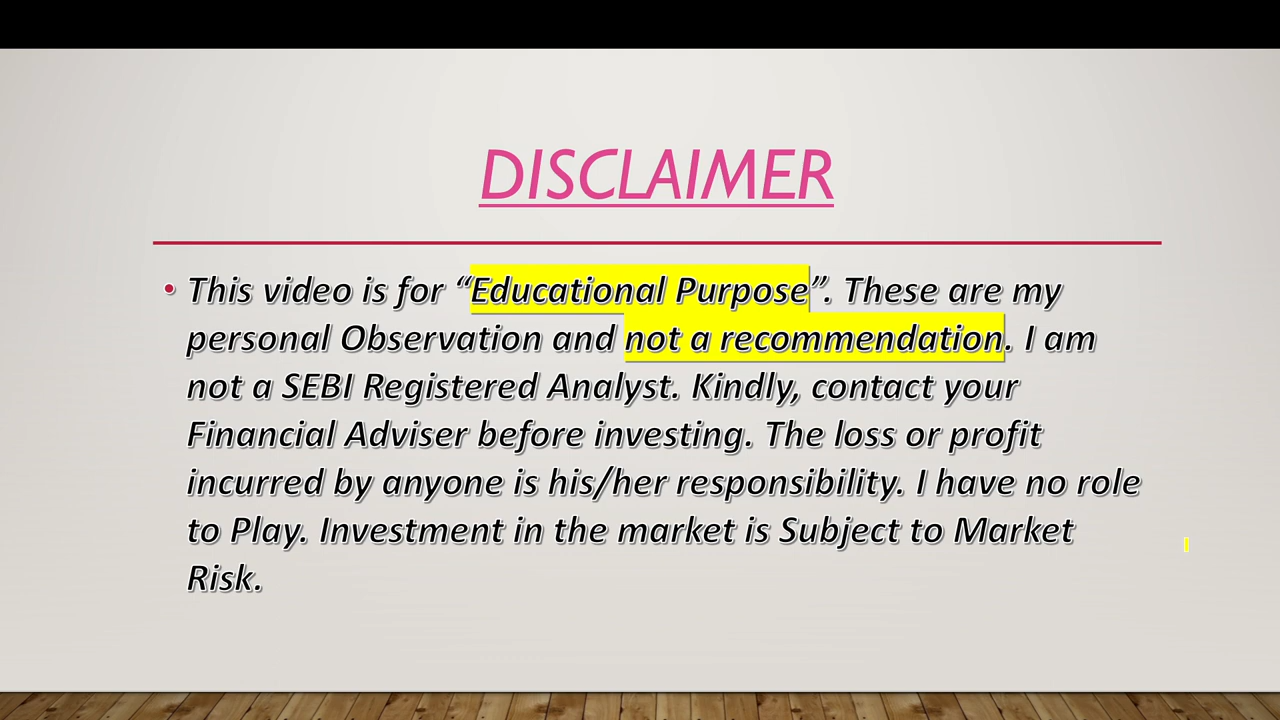 DISCLAIMER
• This video is for “Educational Purpose”. These are my
personal Observation and not a recommendation. I am
not a SEBI Registered Analyst. Kindly, contact your
Financial Adviser before investing. The loss or profit
incurred by anyone is his/her responsibility. I have no role
to Play. Investment in the market is Subject to Market
Risk.